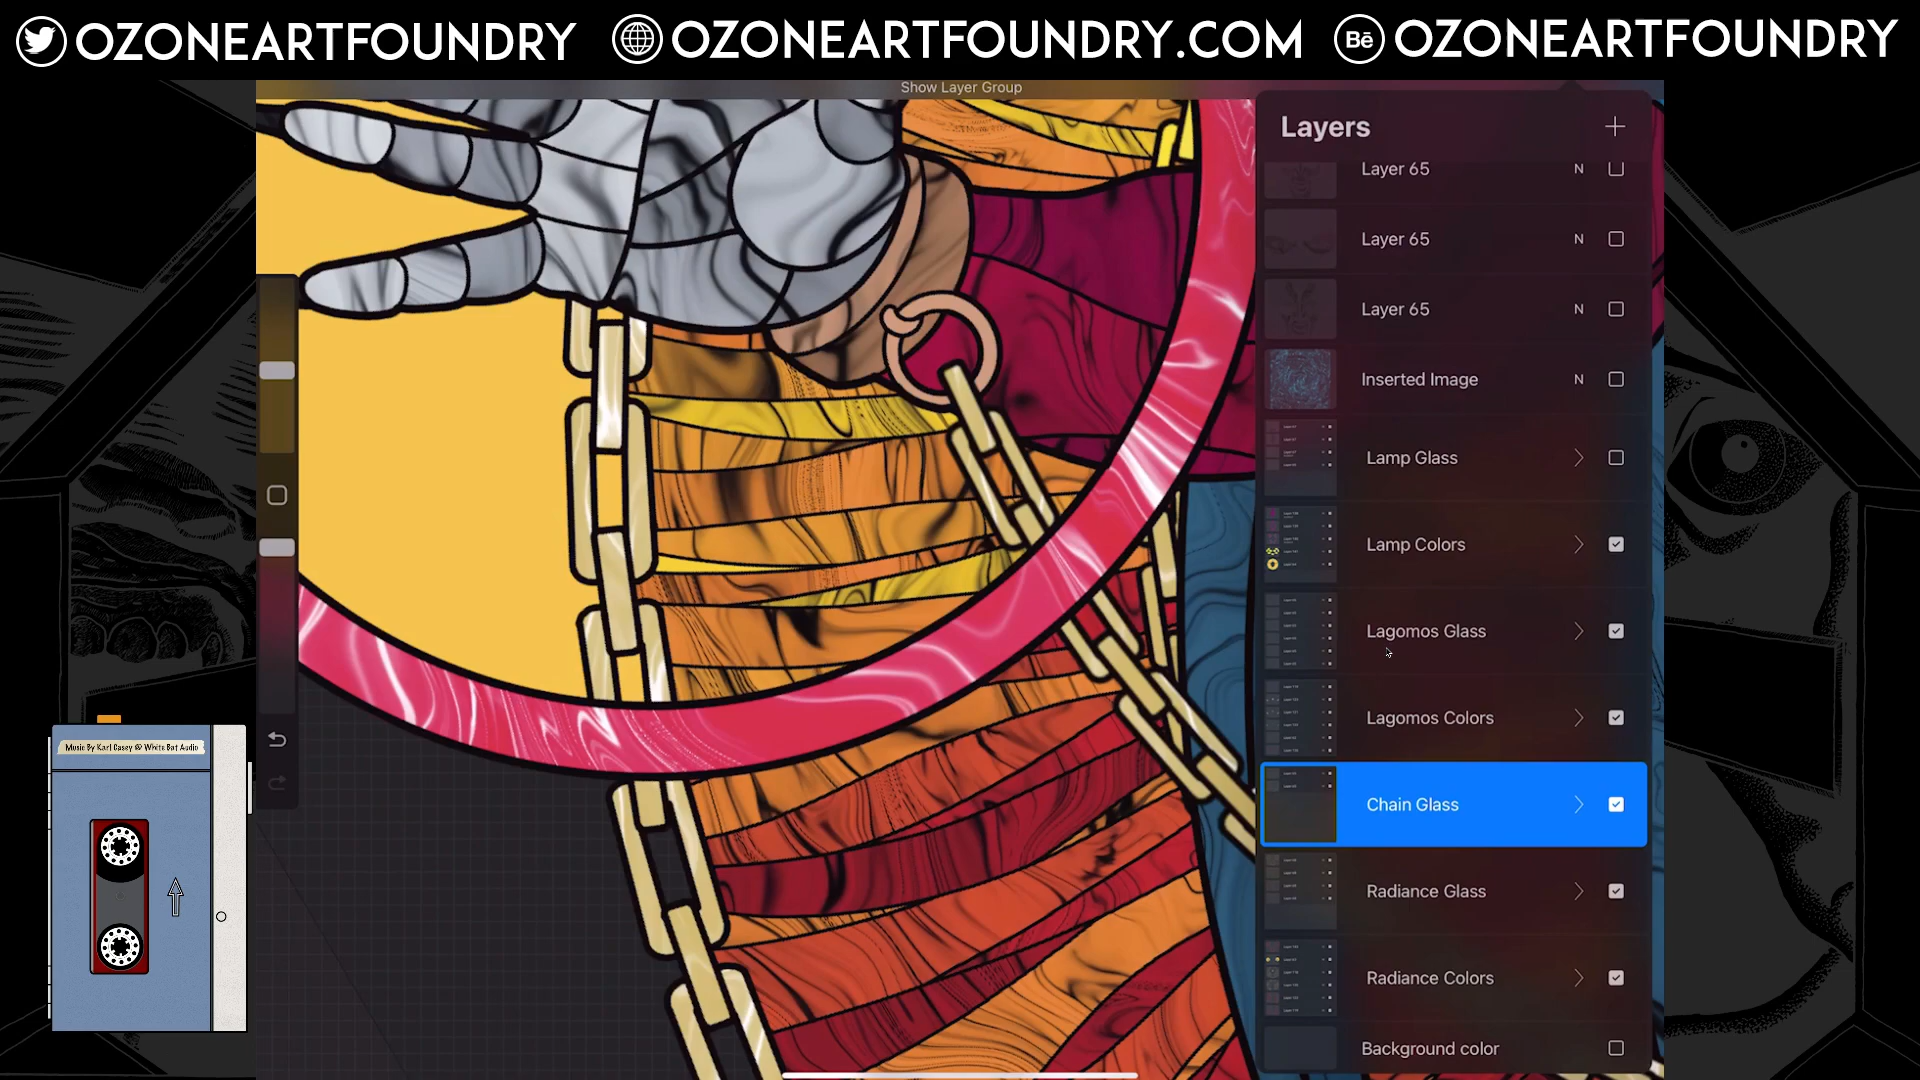 OZONEARTFOUNDRY OZONEARTFOUNDRY.COM Bē OZONEARTFOUNDRY
Show Layer Group
Layers
Layer 65 N
Layer 65 N
Layer 65 N
Inserted Image N
Lamp Glass
Lamp Colors
Lagomos Glass
Lagomos Colors
Chain Glass
Radiance Glass
Radiance Colors
Background color
Music By Karl Casey @ White Bat Audio